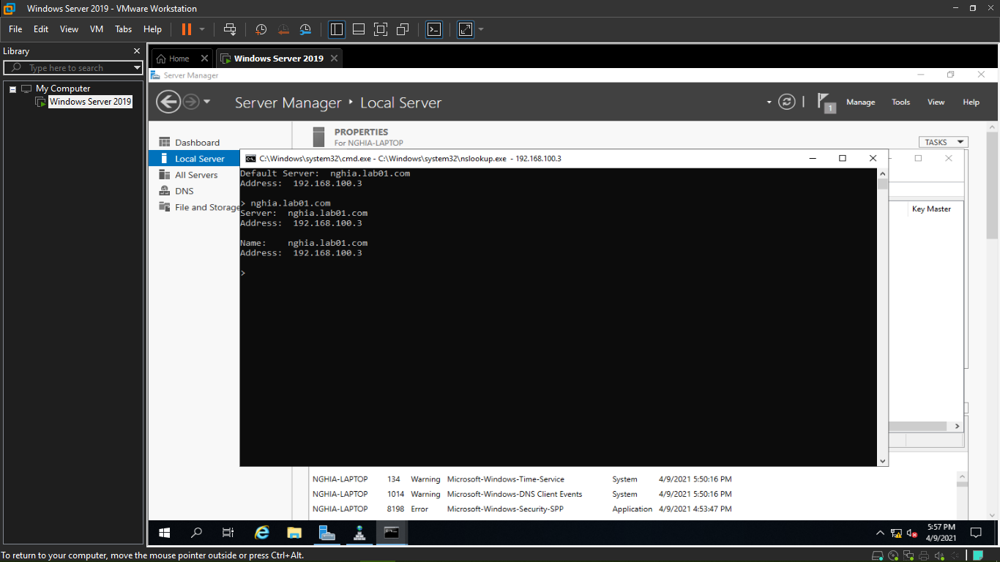 Windows Server 2019 - VMware Workstation
File Edit View VM Tabs Help
Library
Type here to search
My Computer
Windows Server 2019
Home
Windows Server 2019
Server Manager
Server Manager Local Server
1
Manage Tools View Help
Dashboard
Local Server
All Servers
DNS
File and Storage
PROPERTIES
For NGHIA-LAPTOP
TASKS
C:\Windows\system32\cmd.exe - C:\Windows\system32\nslookup.exe - 192.168.100.3
Default Server: nghia.lab01.com
Address: 192.168.100.3
> nghia.lab01.com
Server: nghia.lab01.com
Address: 192.168.100.3
Name: nghia.lab01.com
Address: 192.168.100.3
>
Key Master
NGHIA-LAPTOP 134 Warning Microsoft-Windows-Time-Service System 4/9/2021 5:50:16 PM
NGHIA-LAPTOP 1014 Warning Microsoft-Windows-DNS Client Events System 4/9/2021 5:50:16 PM
NGHIA-LAPTOP 8198 Error Microsoft-Windows-Security-SPP Application 4/9/2021 4:53:47 PM
5:57 PM
4/9/2021
To return to your computer, move the mouse pointer outside or press Ctrl+Alt.